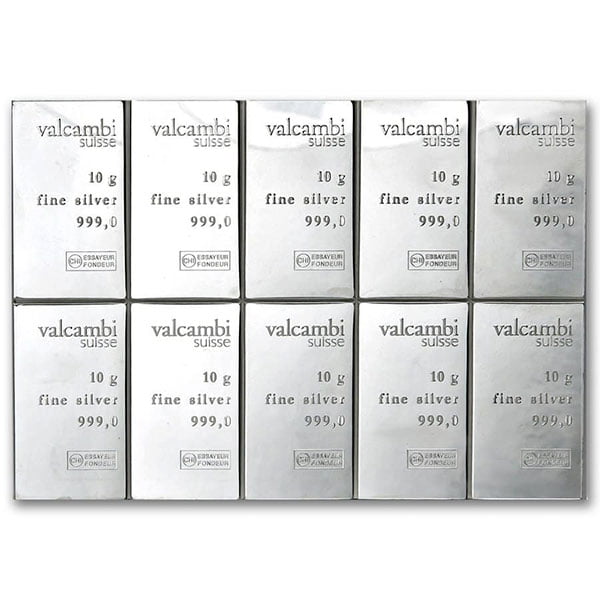 valcambi
suisse
10 g
fine silver
999,0
CHI ESSAYEUR
FONDEUR
valcambi
suisse
10 g
fine silver
999,0
CHI ESSAYEUR
FONDEUR
valcambi
suisse
10 g
fine silver
999,0
CHI ESSAYEUR
FONDEUR
valcambi
suisse
10 g
fine silver
999,0
CHI ESSAYEUR
FONDEUR
valcambi
suisse
10 g
fine silver
999,0
CHI ESSAYEUR
FONDEUR
valcambi
suisse
10 g
fine silver
999,0
CHI ESSAYEUR
FONDEUR
valcambi
suisse
10 g
fine silver
999,0
CHI ESSAYEUR
FONDEUR
valcambi
suisse
10 g
fine silver
999,0
CHI ESSAYEUR
FONDEUR
valcambi
suisse
10 g
fine silver
999,0
CHI ESSAYEUR
FONDEUR
valcambi
suisse
10 g
fine silver
999,0
CHI ESSAYEUR
FONDEUR